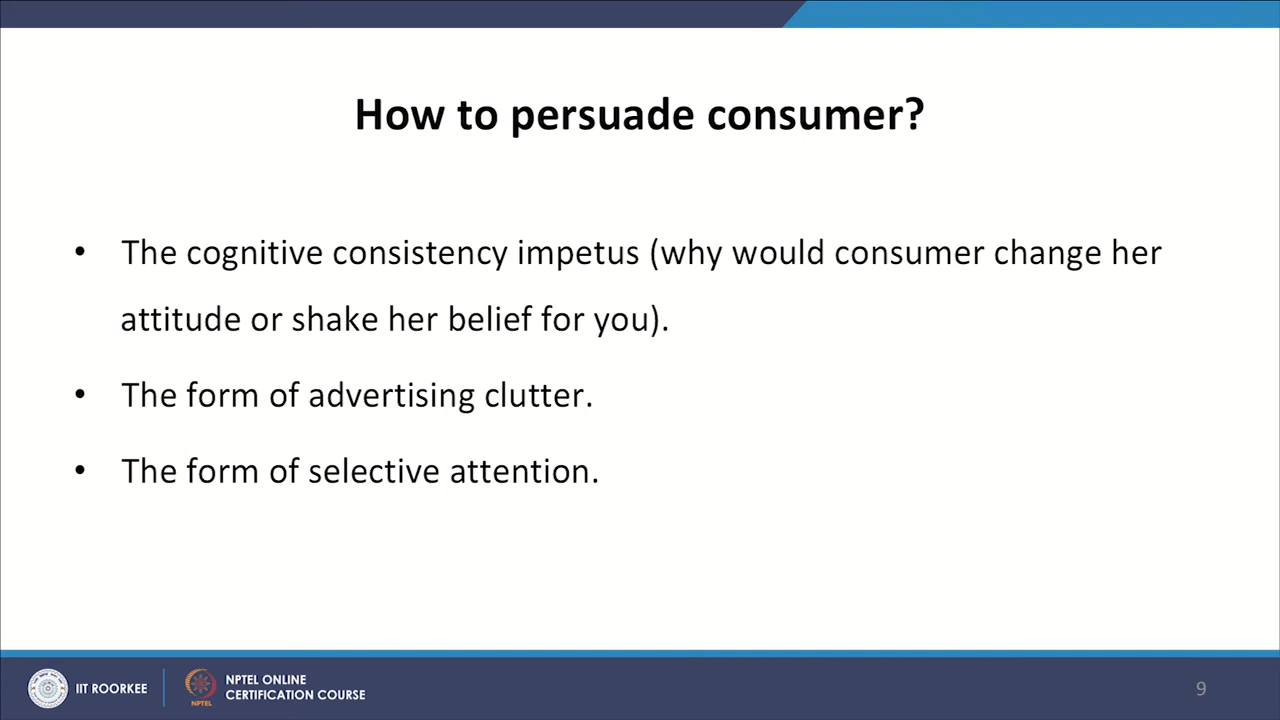 How to persuade consumer?
• The cognitive consistency impetus (why would consumer change her
attitude or shake her belief for you).
• The form of advertising clutter.
• The form of selective attention.
IIT ROORKEE
NPTEL
NPTEL ONLINE
CERTIFICATION COURSE
9